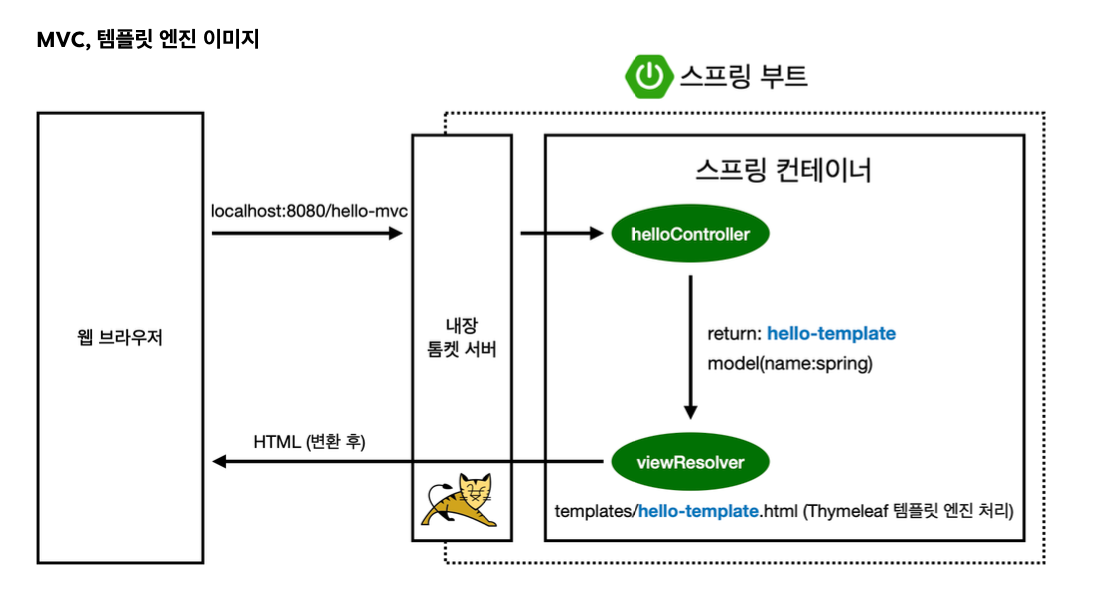 MVC, 템플릿 엔진 이미지
스프링 부트
스프링 컨테이너
localhost:8080/hello-mvc
helloController
웹 브라우저
내장
톰켓 서버
return: hello-template
model(name:spring)
HTML (변환 후)
viewResolver
templates/hello-template.html (Thymeleaf 템플릿 엔진 처리)